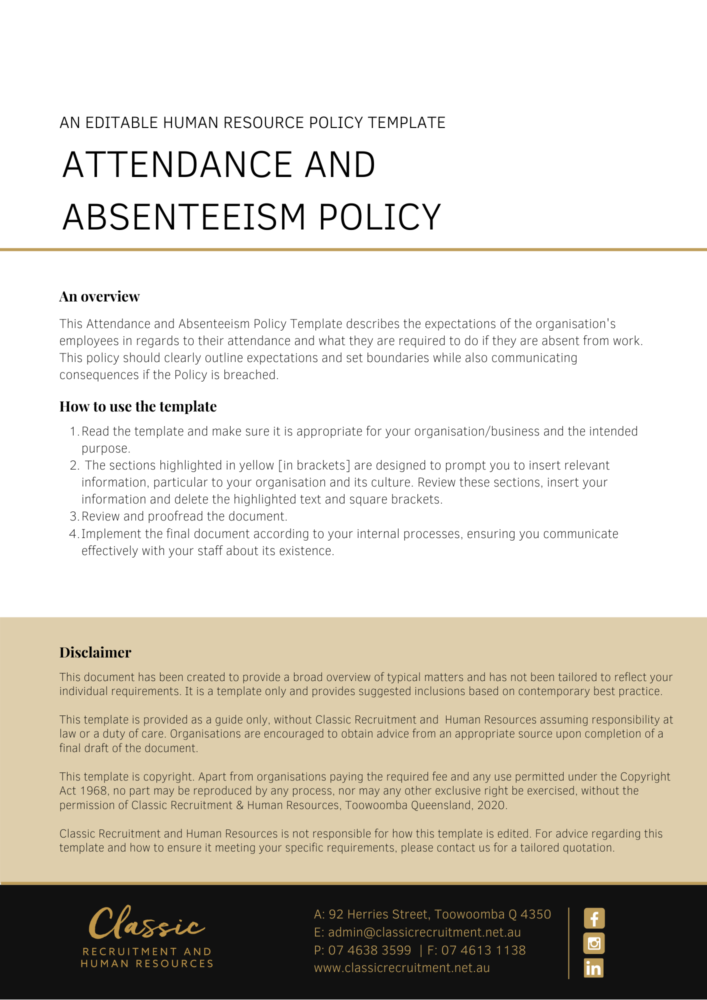 AN EDITABLE HUMAN RESOURCE POLICY TEMPLATE
ATTENDANCE AND
ABSENTEEISM POLICY
An overview
This Attendance and Absenteeism Policy Template describes the expectations of the organisation's
employees in regards to their attendance and what they are required to do if they are absent from work.
This policy should clearly outline expectations and set boundaries while also communicating
consequences if the Policy is breached.
How to use the template
1. Read the template and make sure it is appropriate for your organisation/business and the intended
purpose.
2. The sections highlighted in yellow [in brackets] are designed to prompt you to insert relevant
information, particular to your organisation and its culture. Review these sections, insert your
information and delete the highlighted text and square brackets.
3. Review and proofread the document.
4. Implement the final document according to your internal processes, ensuring you communicate
effectively with your staff about its existence.
Disclaimer
This document has been created to provide a broad overview of typical matters and has not been tailored to reflect your
individual requirements. It is a template only and provides suggested inclusions based on contemporary best practice.
This template is provided as a guide only, without Classic Recruitment and Human Resources assuming responsibility at
law or a duty of care. Organisations are encouraged to obtain advice from an appropriate source upon completion of a
final draft of the document.
This template is copyright. Apart from organisations paying the required fee and any use permitted under the Copyright
Act 1968, no part may be reproduced by any process, nor may any other exclusive right be exercised, without the
permission of Classic Recruitment & Human Resources, Toowoomba Queensland, 2020.
Classic Recruitment and Human Resources is not responsible for how this template is edited. For advice regarding this
template and how to ensure it meeting your specific requirements, please contact us for a tailored quotation.
Classic
RECRUITMENT AND
HUMAN RESOURCES
A: 92 Herries Street, Toowoomba Q 4350
E: admin@classicrecruitment.net.au
P: 07 4638 3599 | F: 07 4613 1138
www.classicrecruitment.net.au